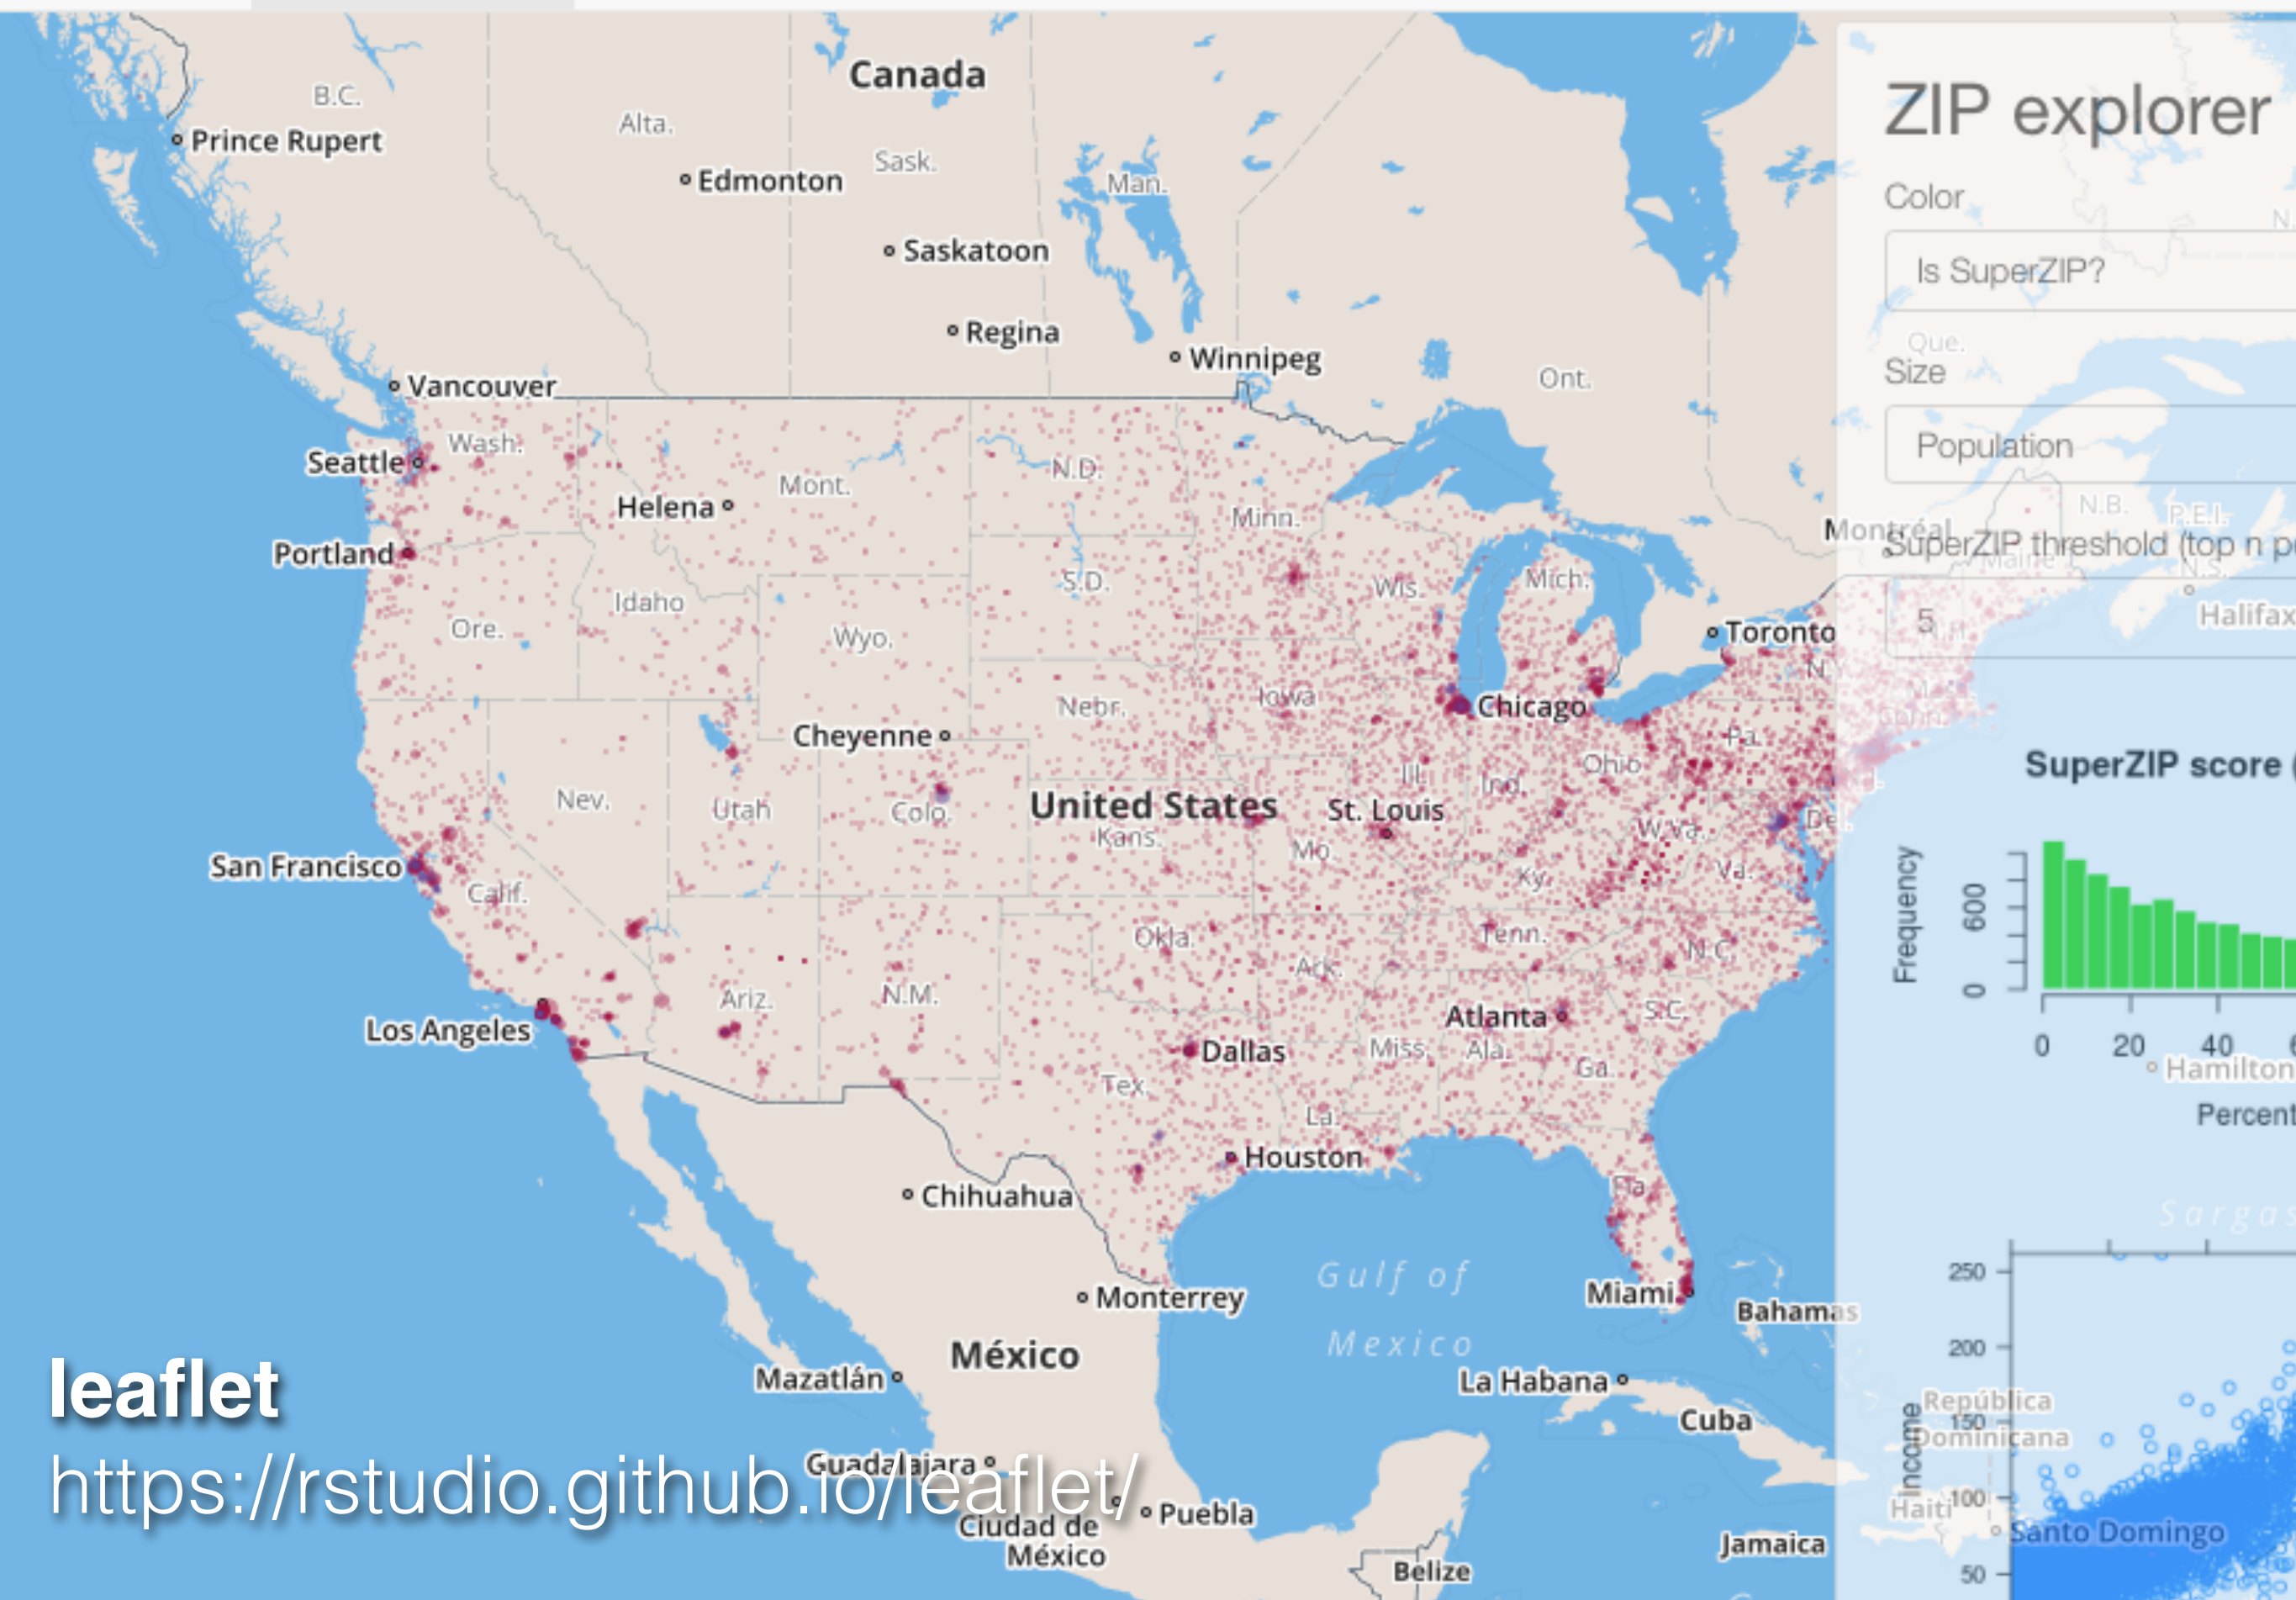 Canada
B.C.
Prince Rupert
Alta.
Edmonton
Sask.
Man.
Saskatoon
Regina
Winnipeg
Ont.
Vancouver
Wash.
Seattle
Helena
Mont.
N.D.
Minn.
Portland
Ore.
Idaho
Wyo.
S.D.
Wis.
Mich.
Montréal
Toronto
Nebr.
Iowa
Chicago
Cheyenne
Nev.
Utah
Colo.
United States
Kans.
St. Louis
Mo.
Ill.
Ind.
Ohio
Pa.
W.Va.
Va.
Ky.
De
San Francisco
Calif.
Okla.
Ark.
Tenn.
N.C.
Los Angeles
Ariz.
N.M.
Atlanta
S.C.
Dallas
Tex.
Miss.
Ala.
Ga.
La.
Houston
Fla.
Chihuahua
Monterrey
Gulf of
Mexico
Miami
Bahamas
México
Mazatlán
La Habana
Cuba
Guadalajara
Ciudad de
México
Puebla
Belize
Jamaica
leaflet
https://rstudio.github.io/leaflet/
ZIP explorer
Color
Is SuperZIP?
Que.
Size
Population
N.B.
P.E.I.
SuperZIP threshold (top n p
Maine
N.S.
Halifax
5
Conn.
SuperZIP score (
Frequency
600
0
0 20 40
Hamilton
Percent
Sargas
250
200
150
100
50
Income
República
Dominicana
Haiti
Santo Domingo